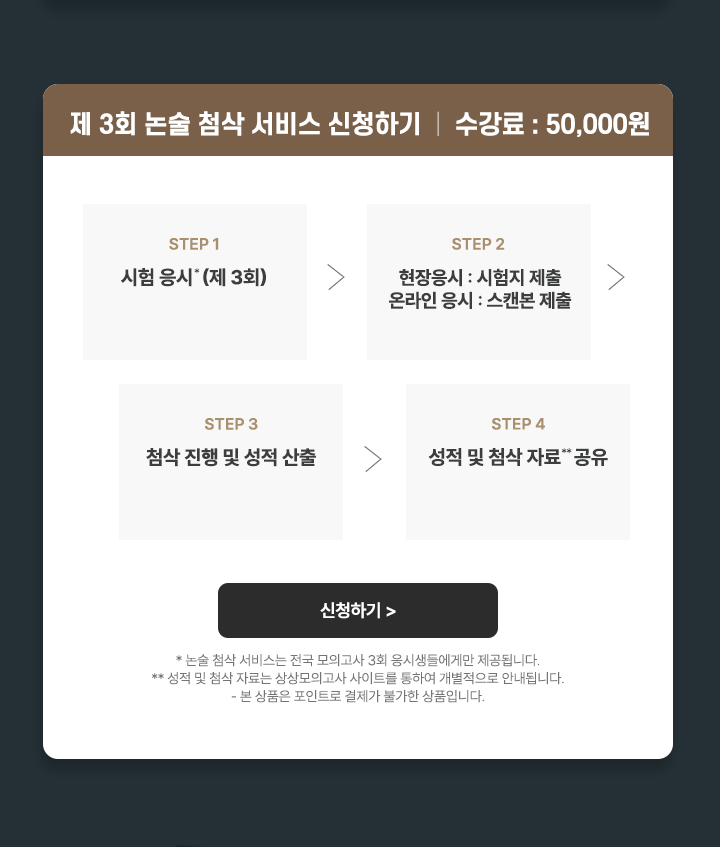 제 3회 논술 첨삭 서비스 신청하기 | 수강료 : 50,000원
STEP 1
시험 응시* (제 3회)
>
STEP 2
현장응시 : 시험지 제출
온라인 응시 : 스캔본 제출
>
STEP 3
첨삭 진행 및 성적 산출
>
STEP 4
성적 및 첨삭 자료** 공유
신청하기 >
* 논술 첨삭 서비스는 전국 모의고사 3회 응시생들에게만 제공됩니다.
** 성적 및 첨삭 자료는 상상모의고사 사이트를 통하여 개별적으로 안내됩니다.
- 본 상품은 포인트로 결제가 불가한 상품입니다.